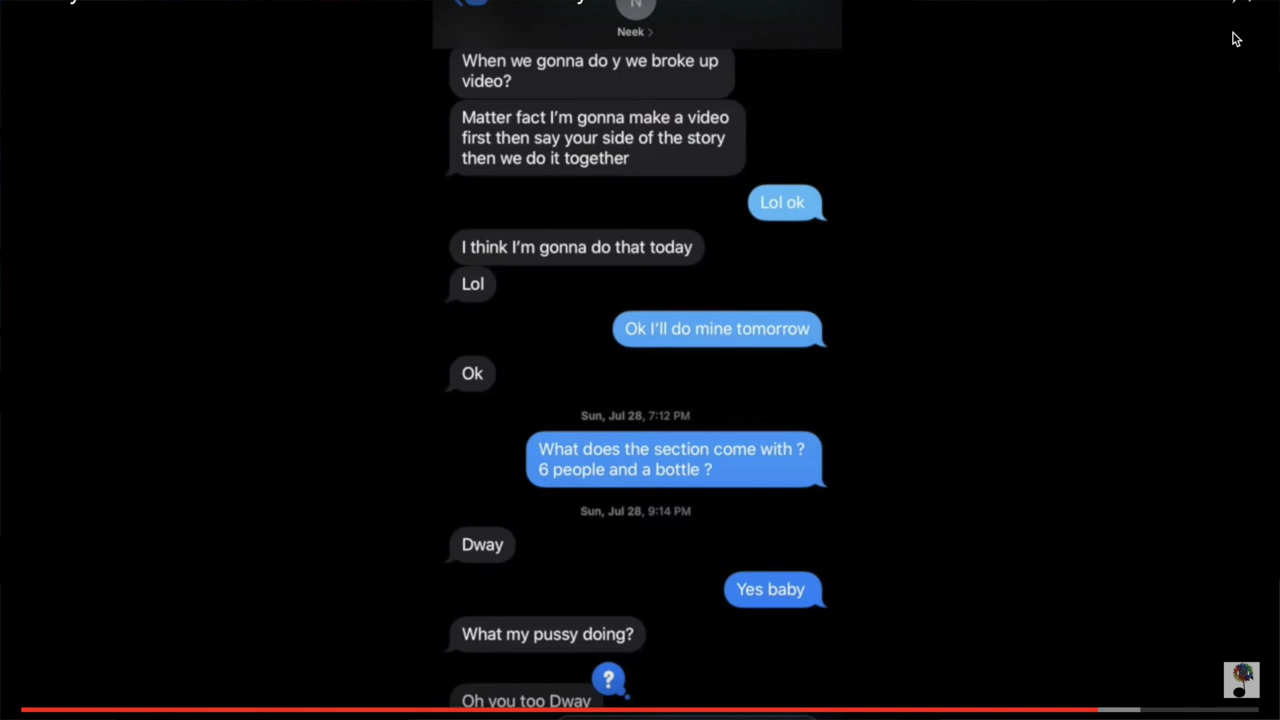 Neek >
When we gonna do y we broke up
video?
Matter fact I'm gonna make a video
first then say your side of the story
then we do it together
Lol ok
I think I'm gonna do that today
Lol
Ok I'll do mine tomorrow
Ok
Sun, Jul 28, 7:12 PM
What does the section come with ?
6 people and a bottle ?
Sun, Jul 28, 9:14 PM
Dway
Yes baby
What my pussy doing?
?
Oh you too Dway